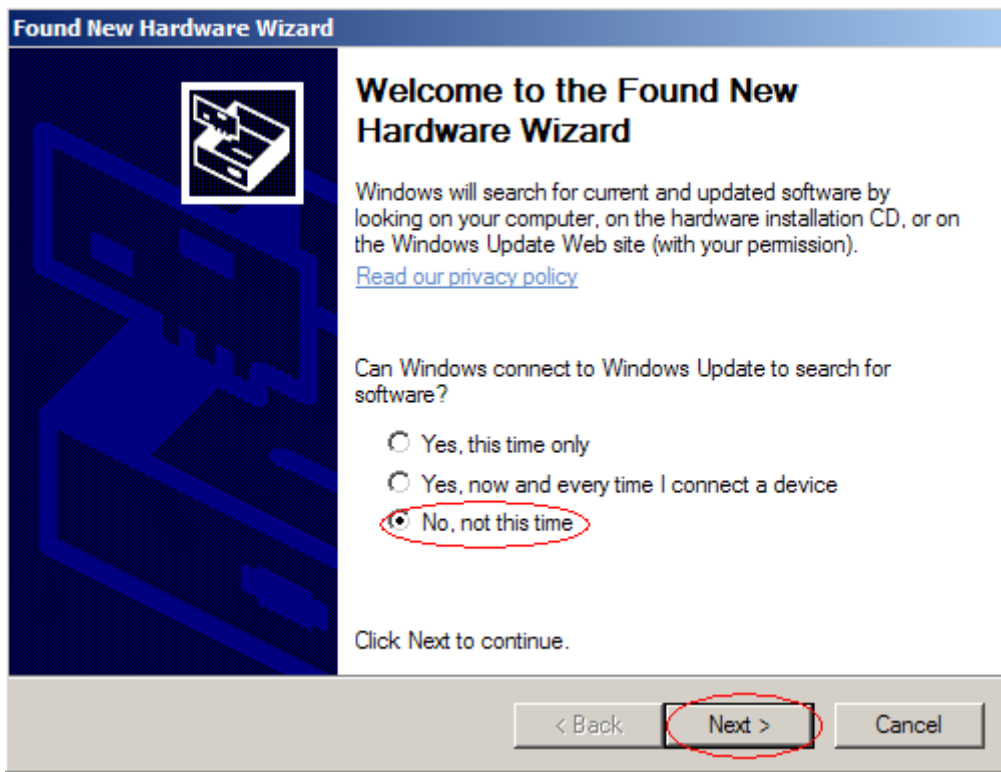 Found New Hardware Wizard
Welcome to the Found New
Hardware Wizard
Windows will search for current and updated software by
looking on your computer, on the hardware installation CD, or on
the Windows Update Web site (with your permission).
Read our privacy policy
Can Windows connect to Windows Update to search for
software?
Yes, this time only
Yes, now and every time I connect a device
No, not this time
Click Next to continue.
< Back
Next >
Cancel